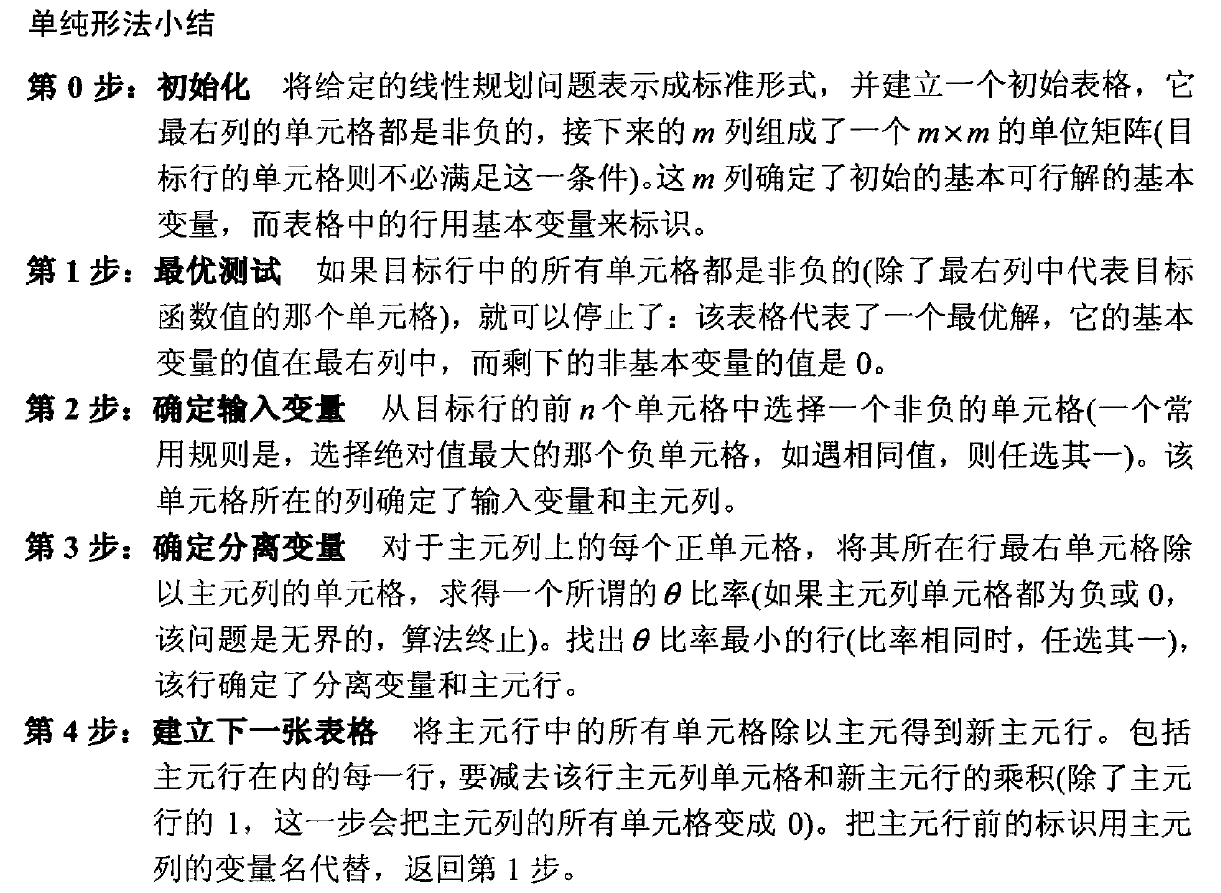 单纯形法小结
第 0 步：初始化 将给定的线性规划问题表示成标准形式，并建立一个初始表格，它
最右列的单元格都是非负的，接下来的 m 列组成了一个 m×m 的单位矩阵(目
标行的单元格则不必满足这一条件)。这 m 列确定了初始的基本可行解的基本
变量，而表格中的行用基本变量来标识。
第 1 步：最优测试 如果目标行中的所有单元格都是非负的(除了最右列中代表目标
函数值的那个单元格)，就可以停止了：该表格代表了一个最优解，它的基本
变量的值在最右列中，而剩下的非基本变量的值是 0。
第 2 步：确定输入变量 从目标行的前 n 个单元格中选择一个非负的单元格(一个常
用规则是，选择绝对值最大的那个负单元格，如遇相同值，则任选其一)。该
单元格所在的列确定了输入变量和主元列。
第 3 步：确定分离变量 对于主元列上的每个正单元格，将其所在行最右单元格除
以主元列的单元格，求得一个所谓的 θ 比率(如果主元列单元格都为负或 0，
该问题是无界的，算法终止)。找出 θ 比率最小的行(比率相同时，任选其一)，
该行确定了分离变量和主元行。
第 4 步：建立下一张表格 将主元行中的所有单元格除以主元得到新主元行。包括
主元行在内的每一行，要减去该行主元列单元格和新主元行的乘积(除了主元
行的 1，这一步会把主元列的所有单元格变成 0)。把主元行前的标识用主元
列的变量名代替，返回第 1 步。